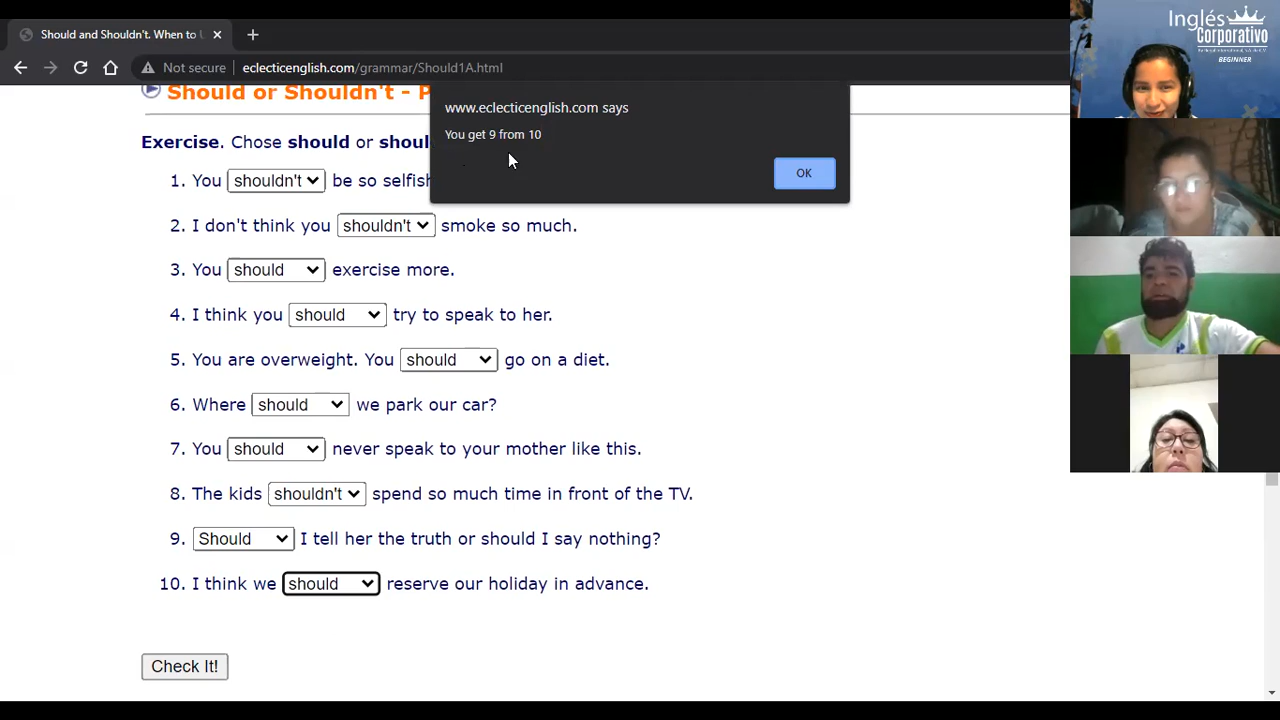 Should and Shouldn't. When to U
Not secure eclecticenglish.com/grammar/Should1A.html
Inglés
Corporativo
BEGINNER
Should or Shouldn't - P
www.eclecticenglish.com says
You get 9 from 10
OK
Exercise. Chose should or shoul
1. You shouldn't be so selfish
2. I don't think you shouldn't smoke so much.
3. You should exercise more.
4. I think you should try to speak to her.
5. You are overweight. You should go on a diet.
6. Where should we park our car?
7. You should never speak to your mother like this.
8. The kids shouldn't spend so much time in front of the TV.
9. Should I tell her the truth or should I say nothing?
10. I think we should reserve our holiday in advance.
Check It!